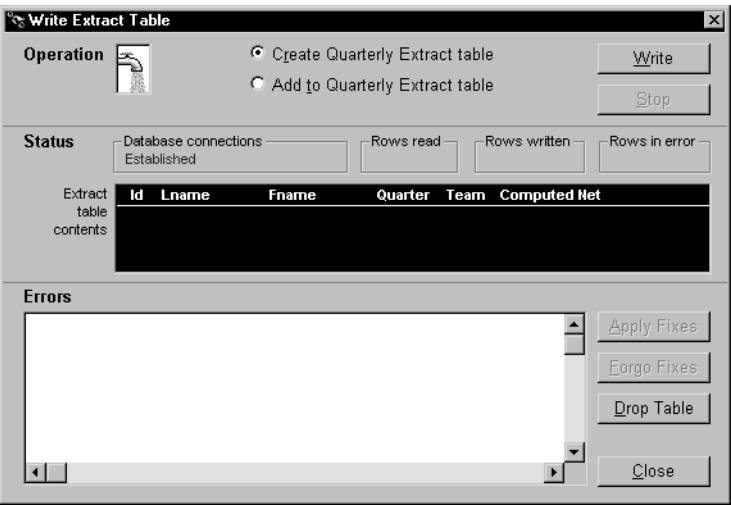 Write Extract Table
Operation
Create Quarterly Extract table
Write
Add to Quarterly Extract table
Stop
Status
Database connections
Rows read
Rows written
Rows in error
Established
Extract table contents
Id Lname Fname Quarter Team Computed Net
Errors
Apply Fixes
Forgo Fixes
Drop Table
Close